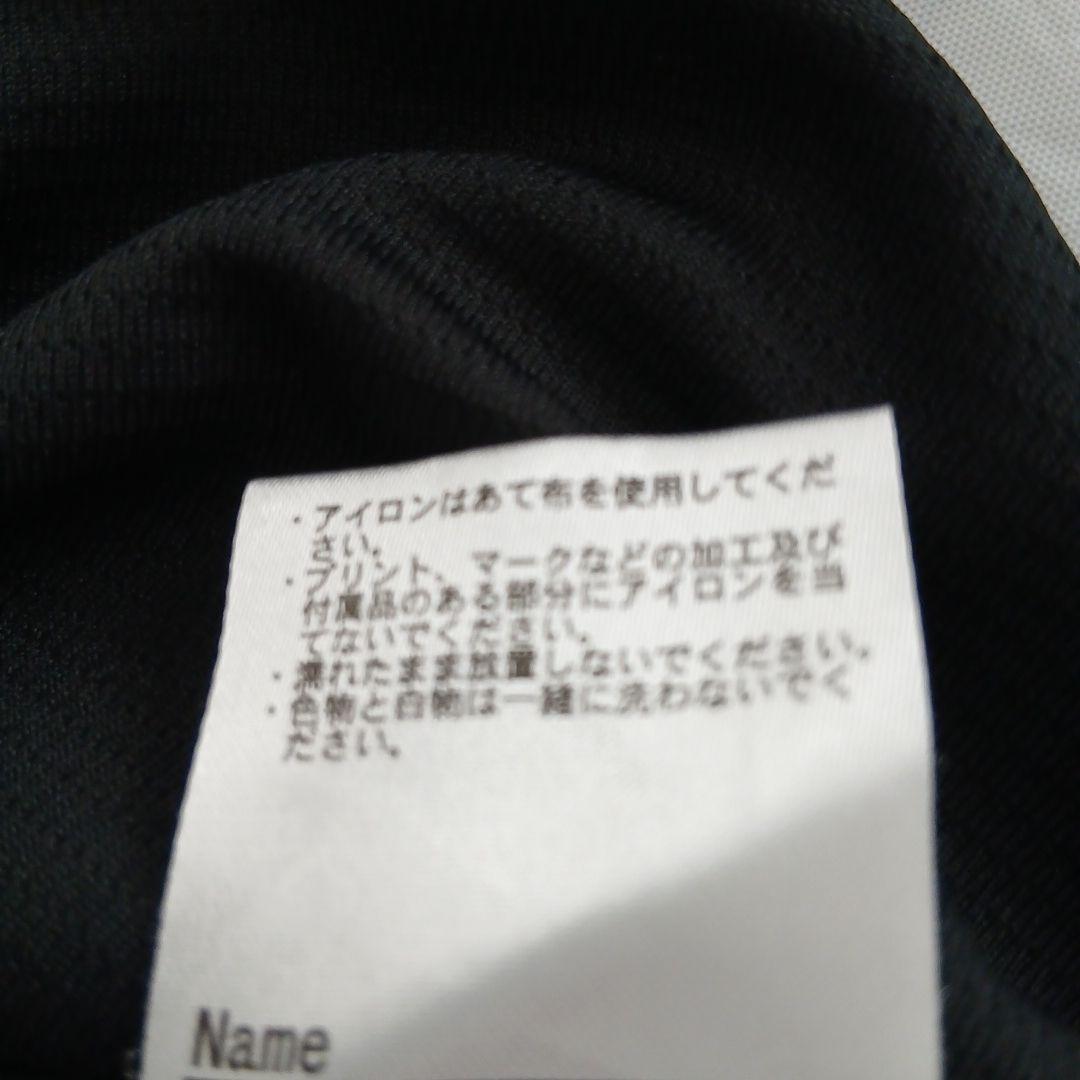 ・アイロンはあて布を使用してくだ
さい。
・プリント、マークなどの加工及び
付属品のある部分にアイロンを当
てないでください。
・濡れたまま放置しないでください。
・色物と白物は一緒に洗わないでく
ださい。
Name